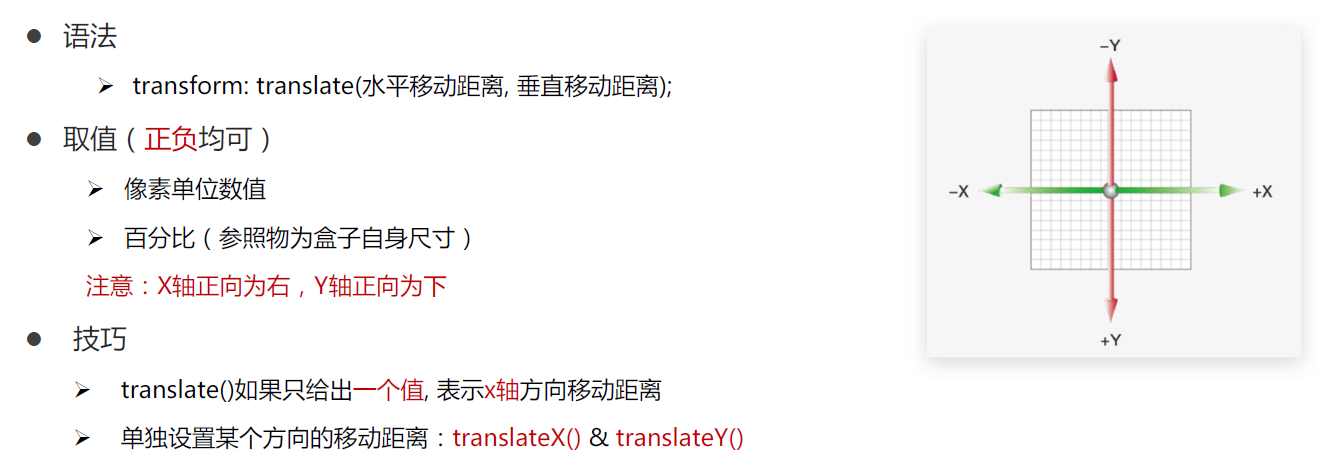 语法
transform: translate(水平移动距离, 垂直移动距离);
取值（正负均可）
像素单位数值
百分比（参照物为盒子自身尺寸）
注意：X轴正向为右，Y轴正向为下
技巧
translate()如果只给出一个值, 表示x轴方向移动距离
单独设置某个方向的移动距离：translateX() & translateY()
−Y
−X
+X
+Y